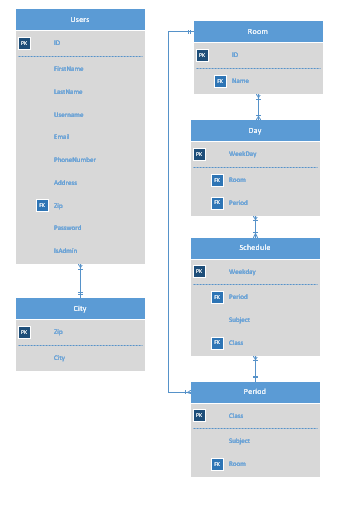 Users
PK ID
FirstName
LastName
Username
Email
PhoneNumber
Address
FK Zip
Password
IsAdmin
City
PK Zip
City
Room
PK ID
FK Name
Day
PK WeekDay
FK Room
FK Period
Schedule
PK Weekday
FK Period
Subject
FK Class
Period
PK Class
Subject
FK Room